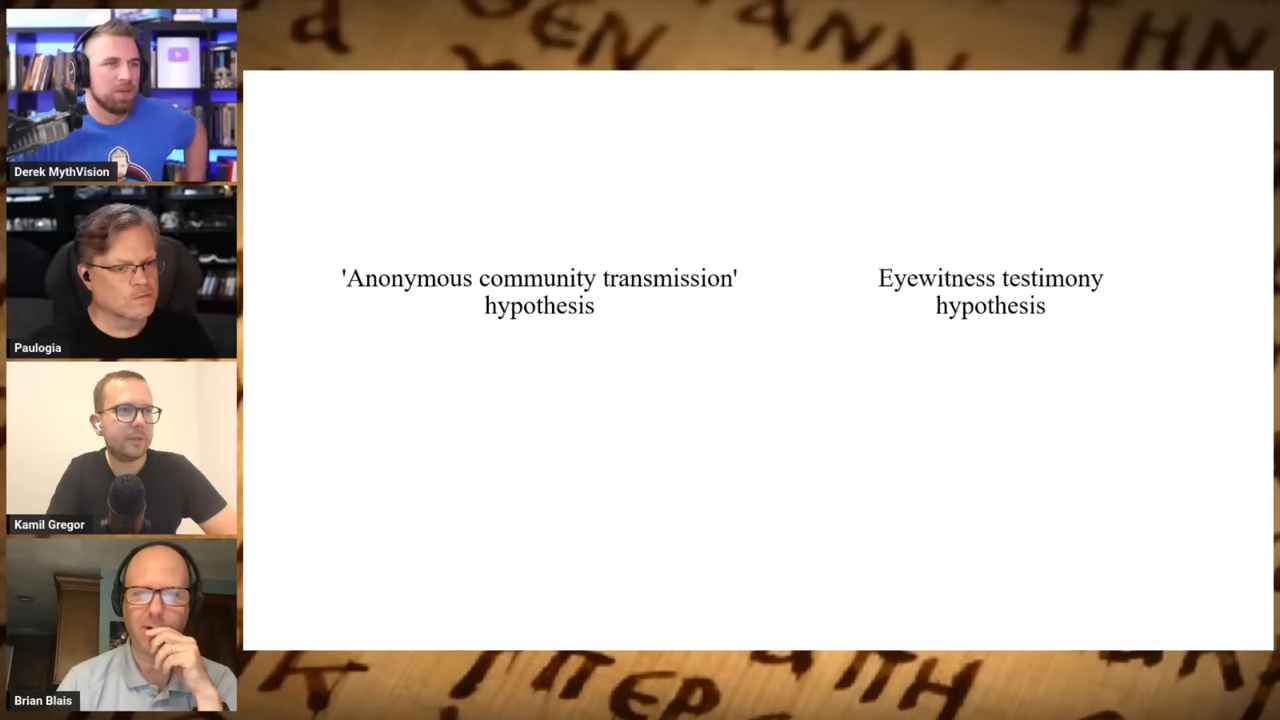 Derek MythVision
Paulogia
Kamil Gregor
Brian Blais
'Anonymous community transmission'
hypothesis
Eyewitness testimony
hypothesis